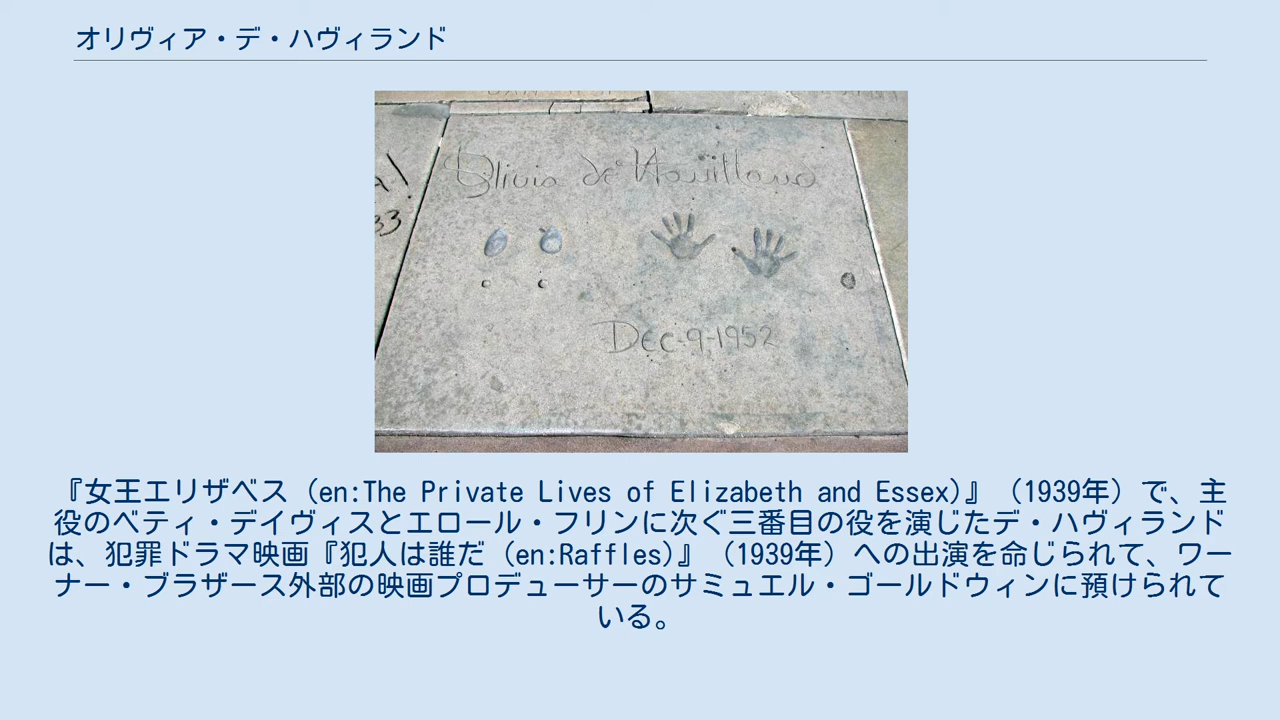 オリヴィア・デ・ハヴィランド
A!
33
Olivia de Havilland
Dec-9-1952
『女王エリザベス（en:The Private Lives of Elizabeth and Essex)』（1939年）で、主
役のベティ・デイヴィスとエロール・フリンに次ぐ三番目の役を演じたデ・ハヴィランド
は、犯罪ドラマ映画『犯人は誰だ（en:Raffles)』（1939年）への出演を命じられて、ワー
ナー・ブラザース外部の映画プロデューサーのサミュエル・ゴールドウィンに預けられて
いる。